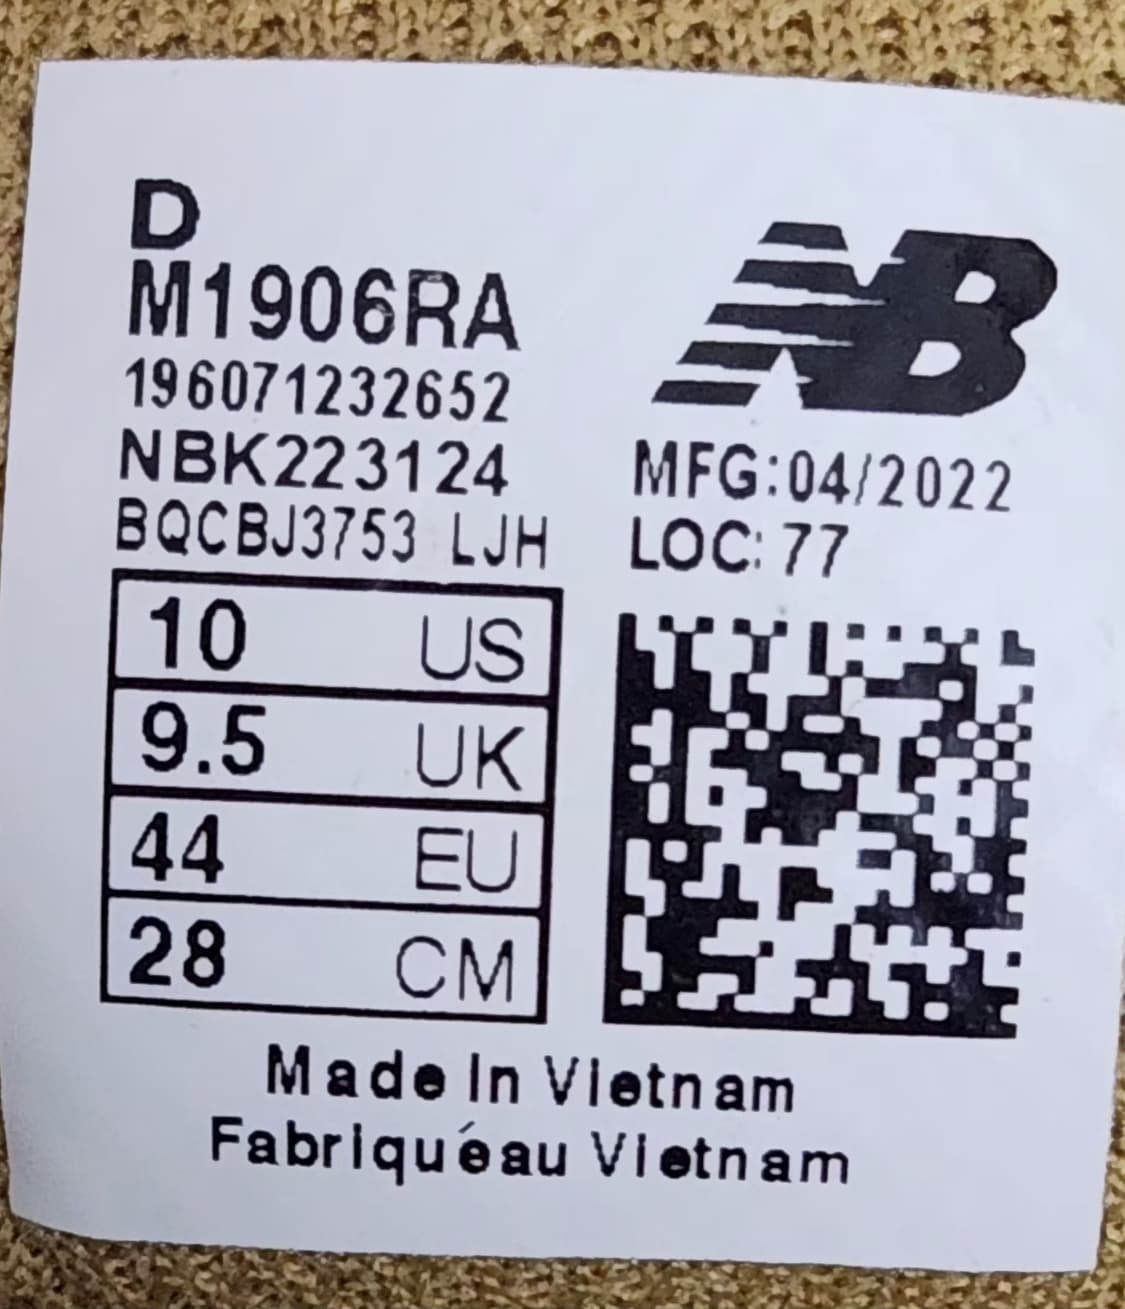 D
M1906RA
196071232652
NBK223124
BQCBJ3753 LJH
NB
MFG:04/2022
LOC: 77
10 US
9.5 UK
44 EU
28 CM
Made In Vietnam
Fabriquéau Vietnam